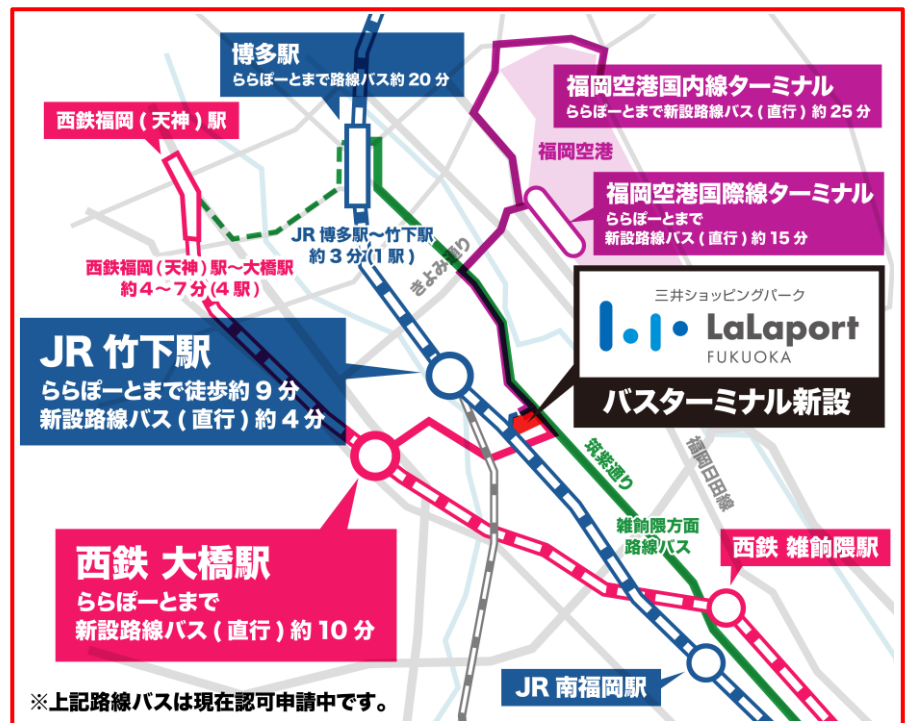 博多駅
ららぽーとまで路線バス約20分
西鉄福岡(天神)駅
福岡空港国内線ターミナル
ららぽーとまで新設路線バス(直行)約25分
福岡空港
福岡空港国際線ターミナル
ららぽーとまで
新設路線バス(直行)約15分
JR博多駅〜竹下駅
約3分(1駅)
きよみ通り
西鉄福岡(天神)駅〜大橋駅
約4〜7分(4駅)
三井ショッピングパーク
LaLaport
FUKUOKA
バスターミナル新設
JR 竹下駅
ららぽーとまで徒歩約9分
新設路線バス(直行)約4分
筑紫通り
福岡日田線
雑餉隈方面
路線バス
西鉄 雑餉隈駅
西鉄 大橋駅
ららぽーとまで
新設路線バス(直行)約10分
JR 南福岡駅
※上記路線バスは現在認可申請中です。